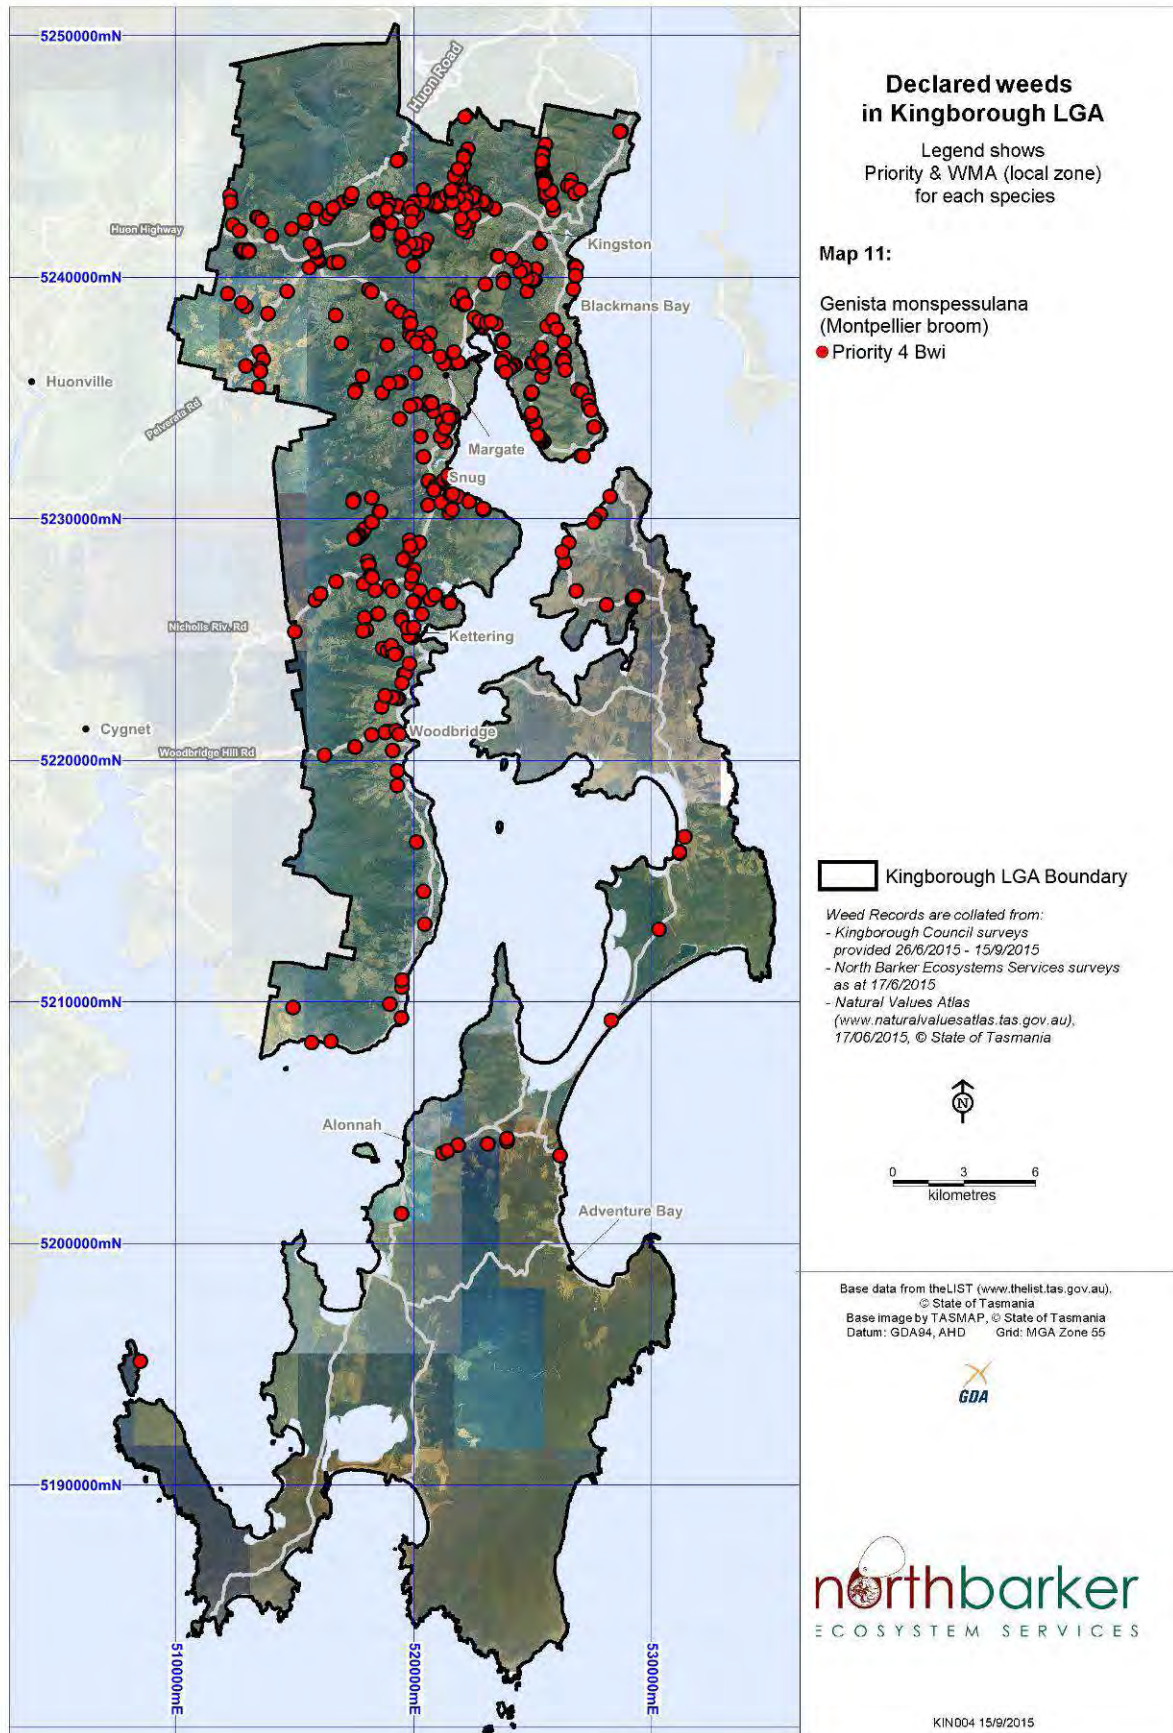 Declared weeds
in Kingborough LGA
Legend shows
Priority & WMA (local zone)
for each species
Map 11:
Genista monspessulana
(Montpellier broom)
Priority 4 Bwi
Kingborough LGA Boundary
Weed Records are collated from:
- Kingborough Council surveys
provided 26/6/2015 - 15/9/2015
- North Barker Ecosystems Services surveys
as at 17/6/2015
- Natural Values Atlas
(www.naturalvaluesatlas.tas.gov.au),
17/06/2015, © State of Tasmania
N
0 3 6
kilometres
Base data from theLIST (www.thelist.tas.gov.au).
© State of Tasmania
Base image by TASMAP, © State of Tasmania
Datum: GDA94, AHD Grid: MGA Zone 55
GDA
northbarker
ECOSYSTEM SERVICES
KIN004 15/9/2015
5250000mN
Huon Road
Huon Highway
Kingston
5240000mN
Blackmans Bay
Huonville
Pelverata Rd
Margate
Snug
5230000mN
Nicholls Riv. Rd
Kettering
Cygnet
Woodbridge
Woodbridge Hill Rd
5220000mN
5210000mN
Alonnah
Adventure Bay
5200000mN
5190000mN
510000mE
520000mE
530000mE